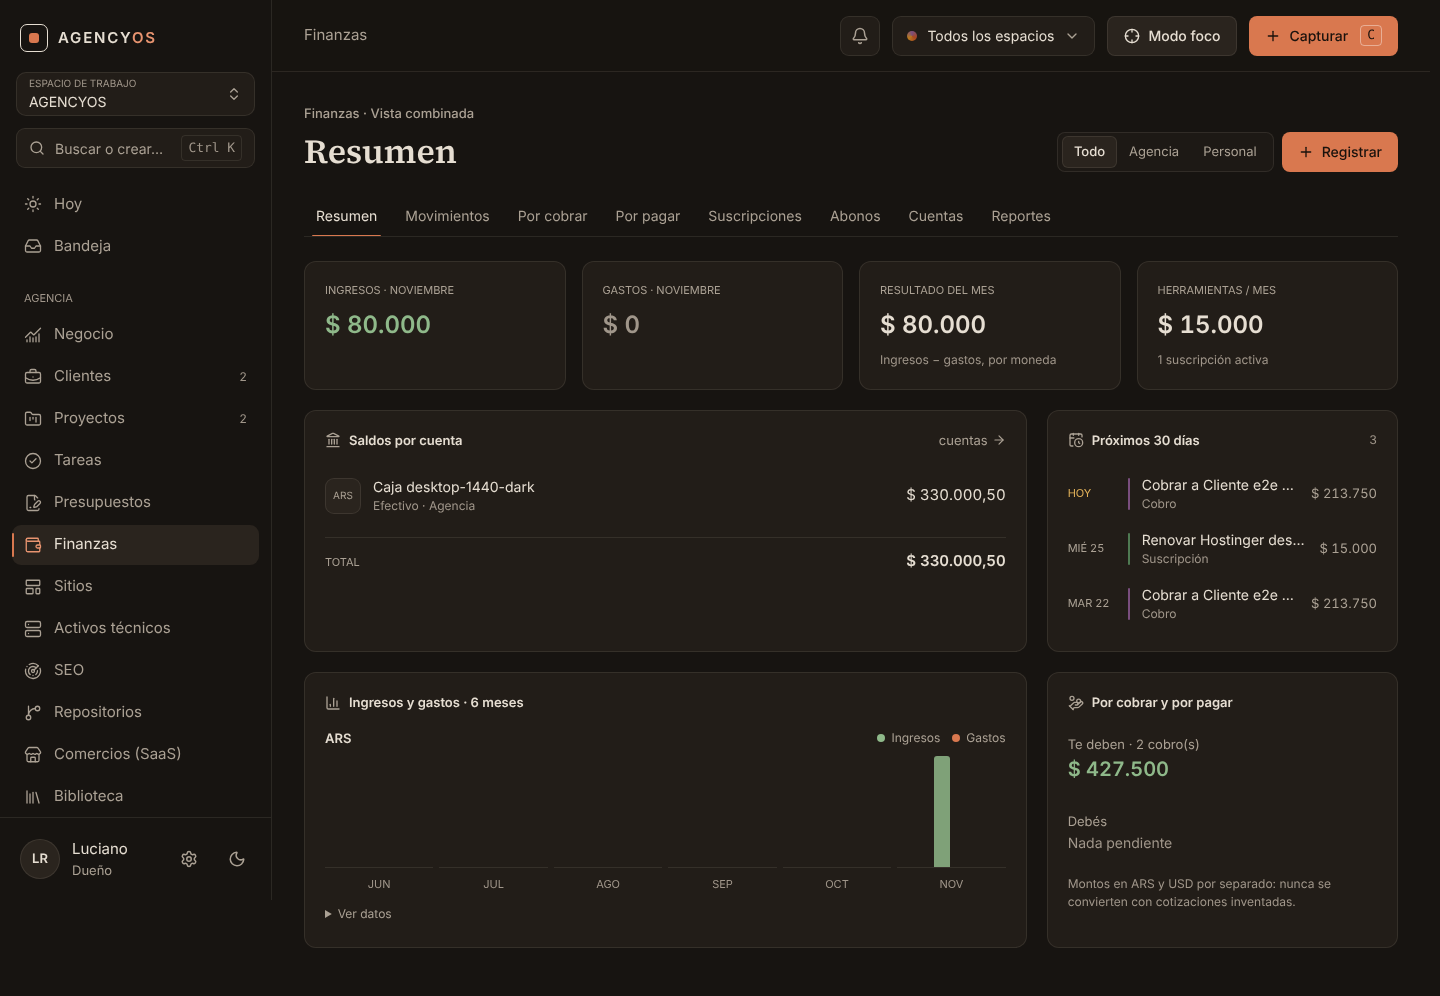 AGENCYOS
ESPACIO DE TRABAJO
AGENCYOS
Buscar o crear... Ctrl K
Hoy
Bandeja
AGENCIA
Negocio
Clientes 2
Proyectos 2
Tareas
Presupuestos
Finanzas
Sitios
Activos técnicos
SEO
Repositorios
Comercios (SaaS)
Biblioteca
LR
Luciano
Dueño
Finanzas
Todos los espacios
Modo foco
Capturar C
Finanzas · Vista combinada
Resumen
Todo Agencia Personal
Registrar
Resumen Movimientos Por cobrar Por pagar Suscripciones Abonos Cuentas Reportes
INGRESOS · NOVIEMBRE
$ 80.000
GASTOS · NOVIEMBRE
$ 0
RESULTADO DEL MES
$ 80.000
Ingresos − gastos, por moneda
HERRAMIENTAS / MES
$ 15.000
1 suscripción activa
Saldos por cuenta cuentas →
ARS
Caja desktop-1440-dark
Efectivo · Agencia
$ 330.000,50
TOTAL $ 330.000,50
Próximos 30 días 3
HOY
Cobrar a Cliente e2e ...
Cobro
$ 213.750
MIÉ 25
Renovar Hostinger des...
Suscripción
$ 15.000
MAR 22
Cobrar a Cliente e2e ...
Cobro
$ 213.750
Ingresos y gastos · 6 meses
ARS
Ingresos Gastos
JUN JUL AGO SEP OCT NOV
Ver datos
Por cobrar y por pagar
Te deben · 2 cobro(s)
$ 427.500
Debés
Nada pendiente
Montos en ARS y USD por separado: nunca se
convierten con cotizaciones inventadas.